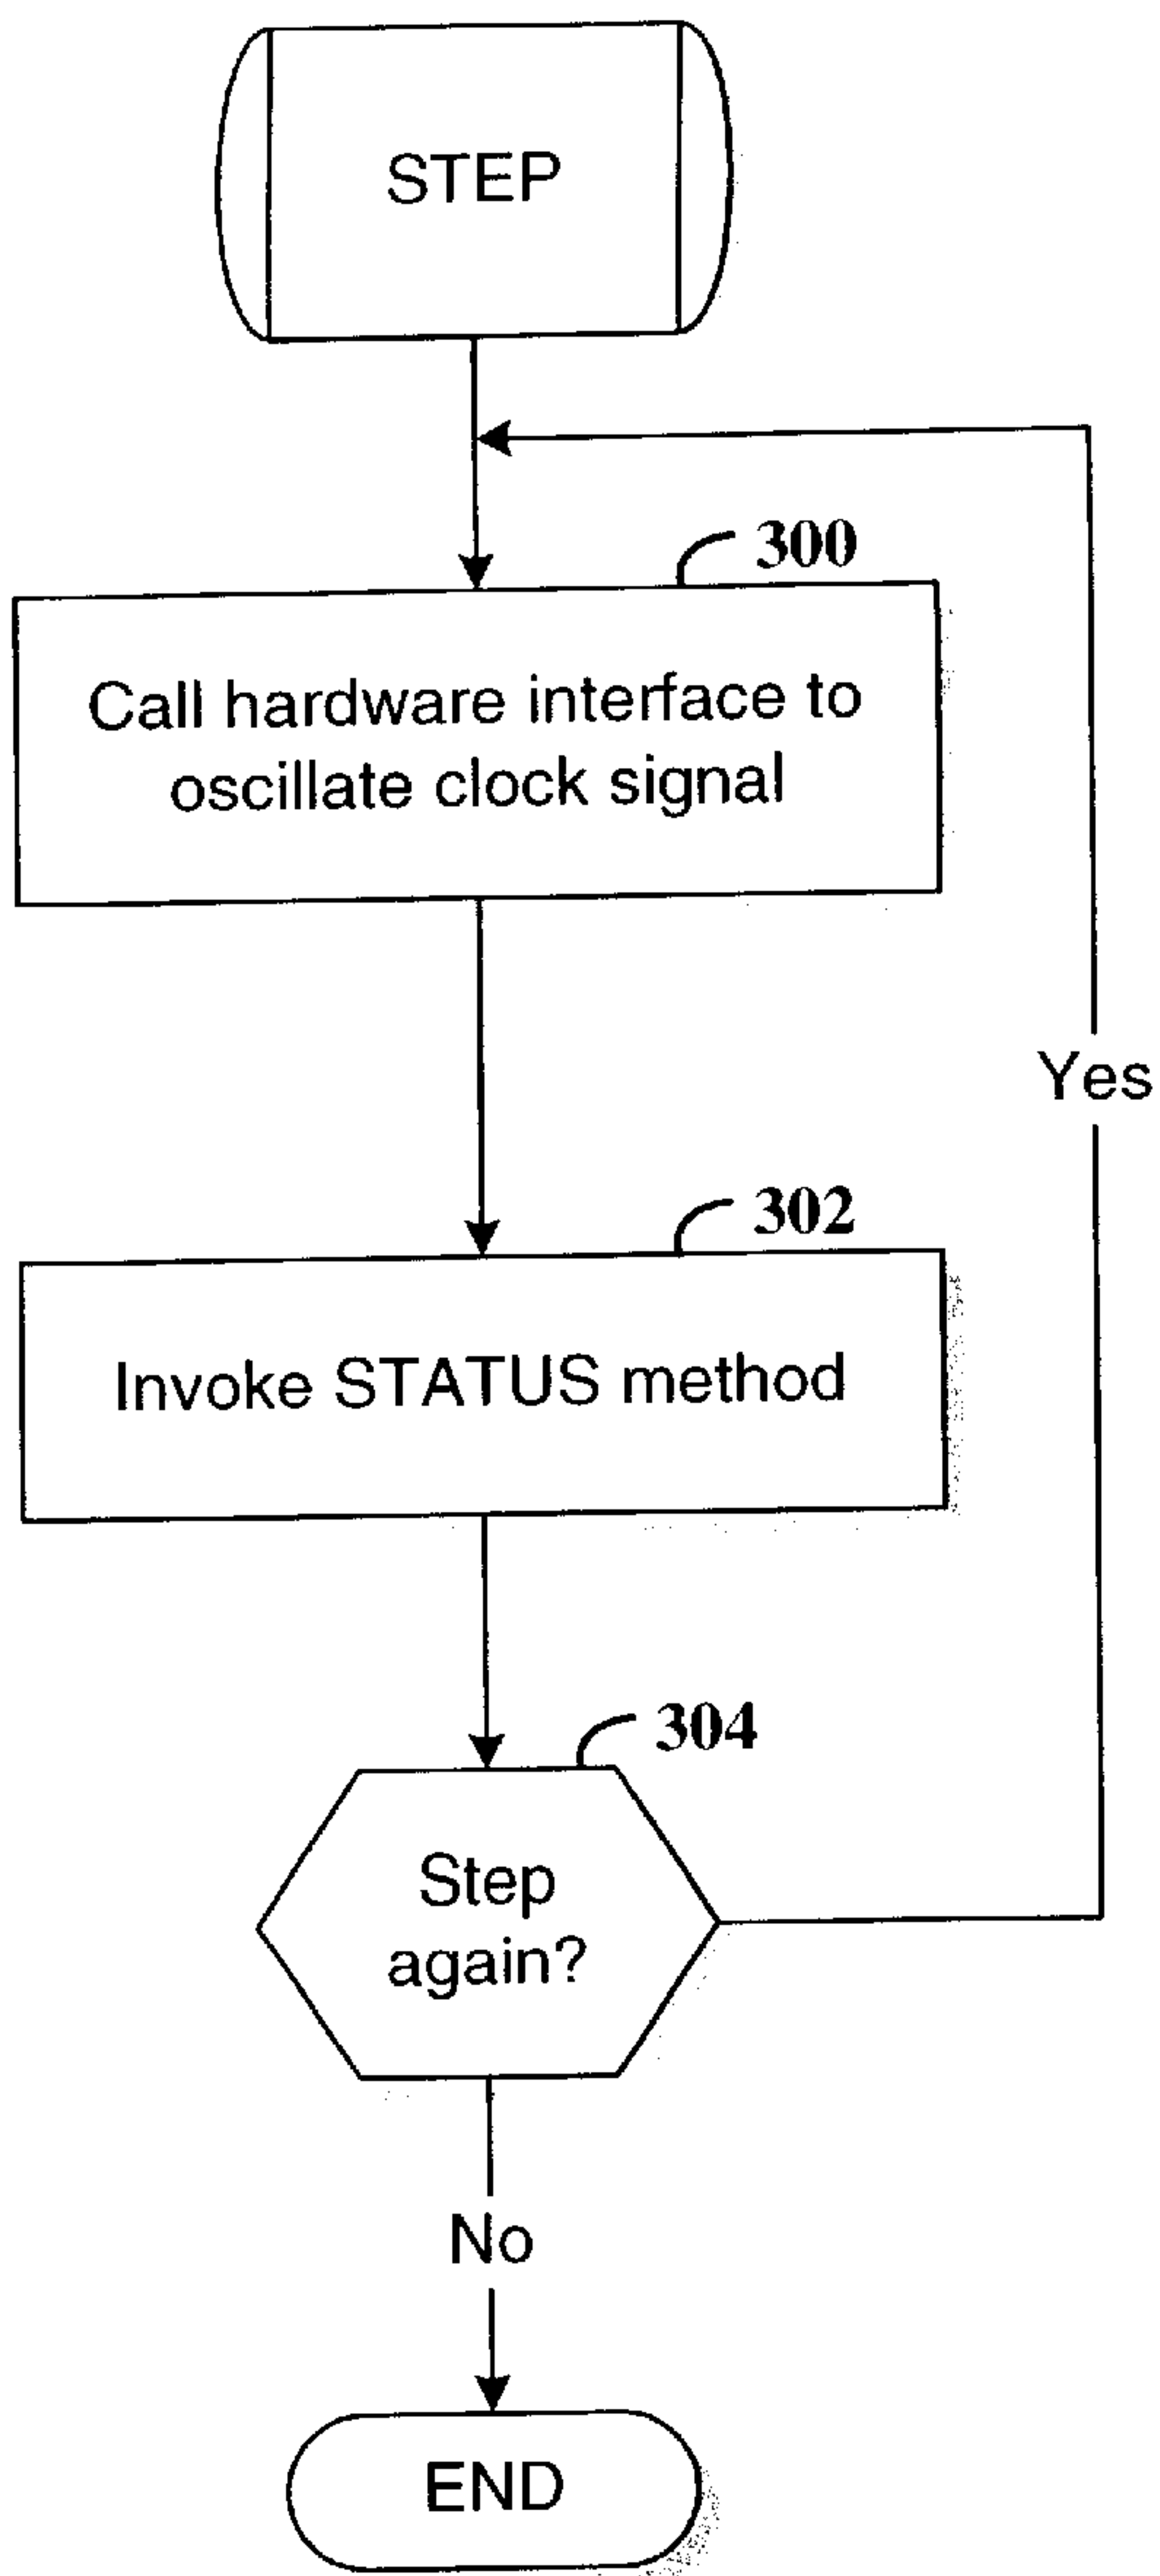 STEP
300
Call hardware interface to
oscillate clock signal
Yes
302
Invoke STATUS method
304
Step
again?
No
END